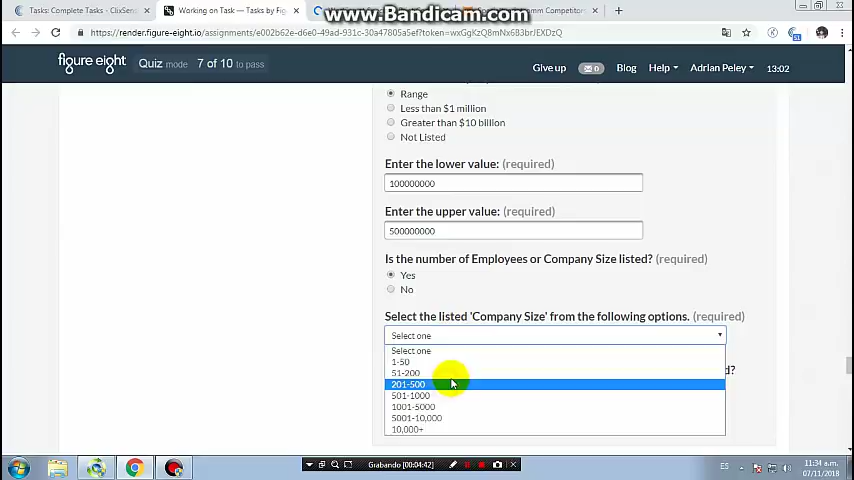 Tasks: Complete Tasks - ClixSens
Working on Task — Tasks by Fig
www.Bandicam.com
Competitors
https://render.figure-eight.io/assignments/e002b62e-d6e0-49ad-931c-30a47805a5ef?token=wxGgKzQ8mNx6B3brJEXDzQ
figure eight
Quiz mode
7 of 10 to pass
Give up
0
Blog
Help
Adrian Peley
13:02
Range
Less than $1 million
Greater than $10 billion
Not Listed
Enter the lower value: (required)
100000000
Enter the upper value: (required)
500000000
Is the number of Employees or Company Size listed? (required)
Yes
No
Select the listed 'Company Size' from the following options. (required)
Select one
Select one
1-50
51-200
d?
201-500
501-1000
1001-5000
5001-10,000
10,000+
Grabando [00:04:42]
ES
11:34 a.m.
07/11/2018